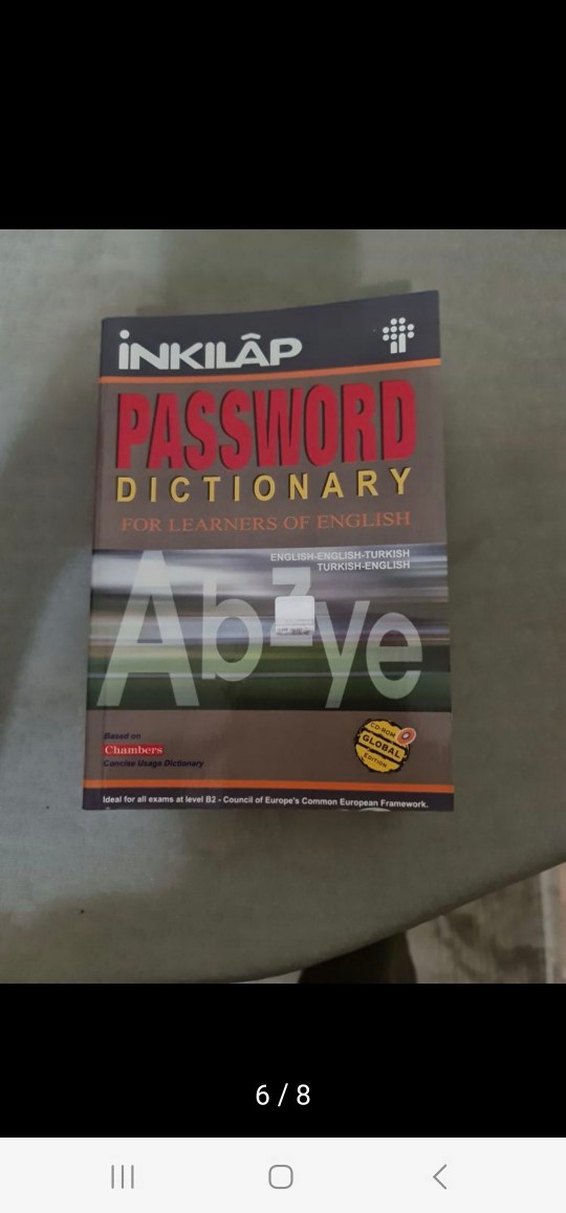 İNKILÂP
PASSWORD
DICTIONARY
FOR LEARNERS OF ENGLISH
ENGLISH-ENGLISH-TURKISH
TURKISH-ENGLISH
Ab
ye
Based on
Chambers
Concise Usage Dictionary
CD-ROM
GLOBAL
EDITION
Ideal for all exams at level B2 - Council of Europe's Common European Framework.
6 / 8